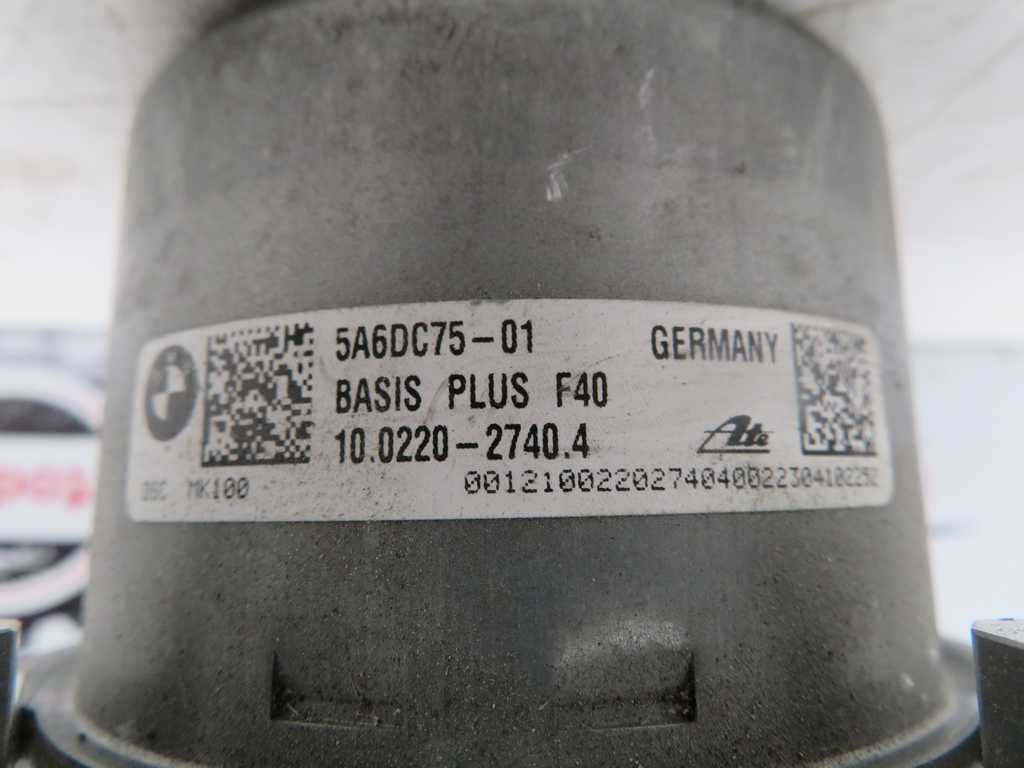 5A6DC75-01
GERMANY
BASIS PLUS F40
10.0220-2740.4
Ate
DSC MK100
0012100220274040022304102252